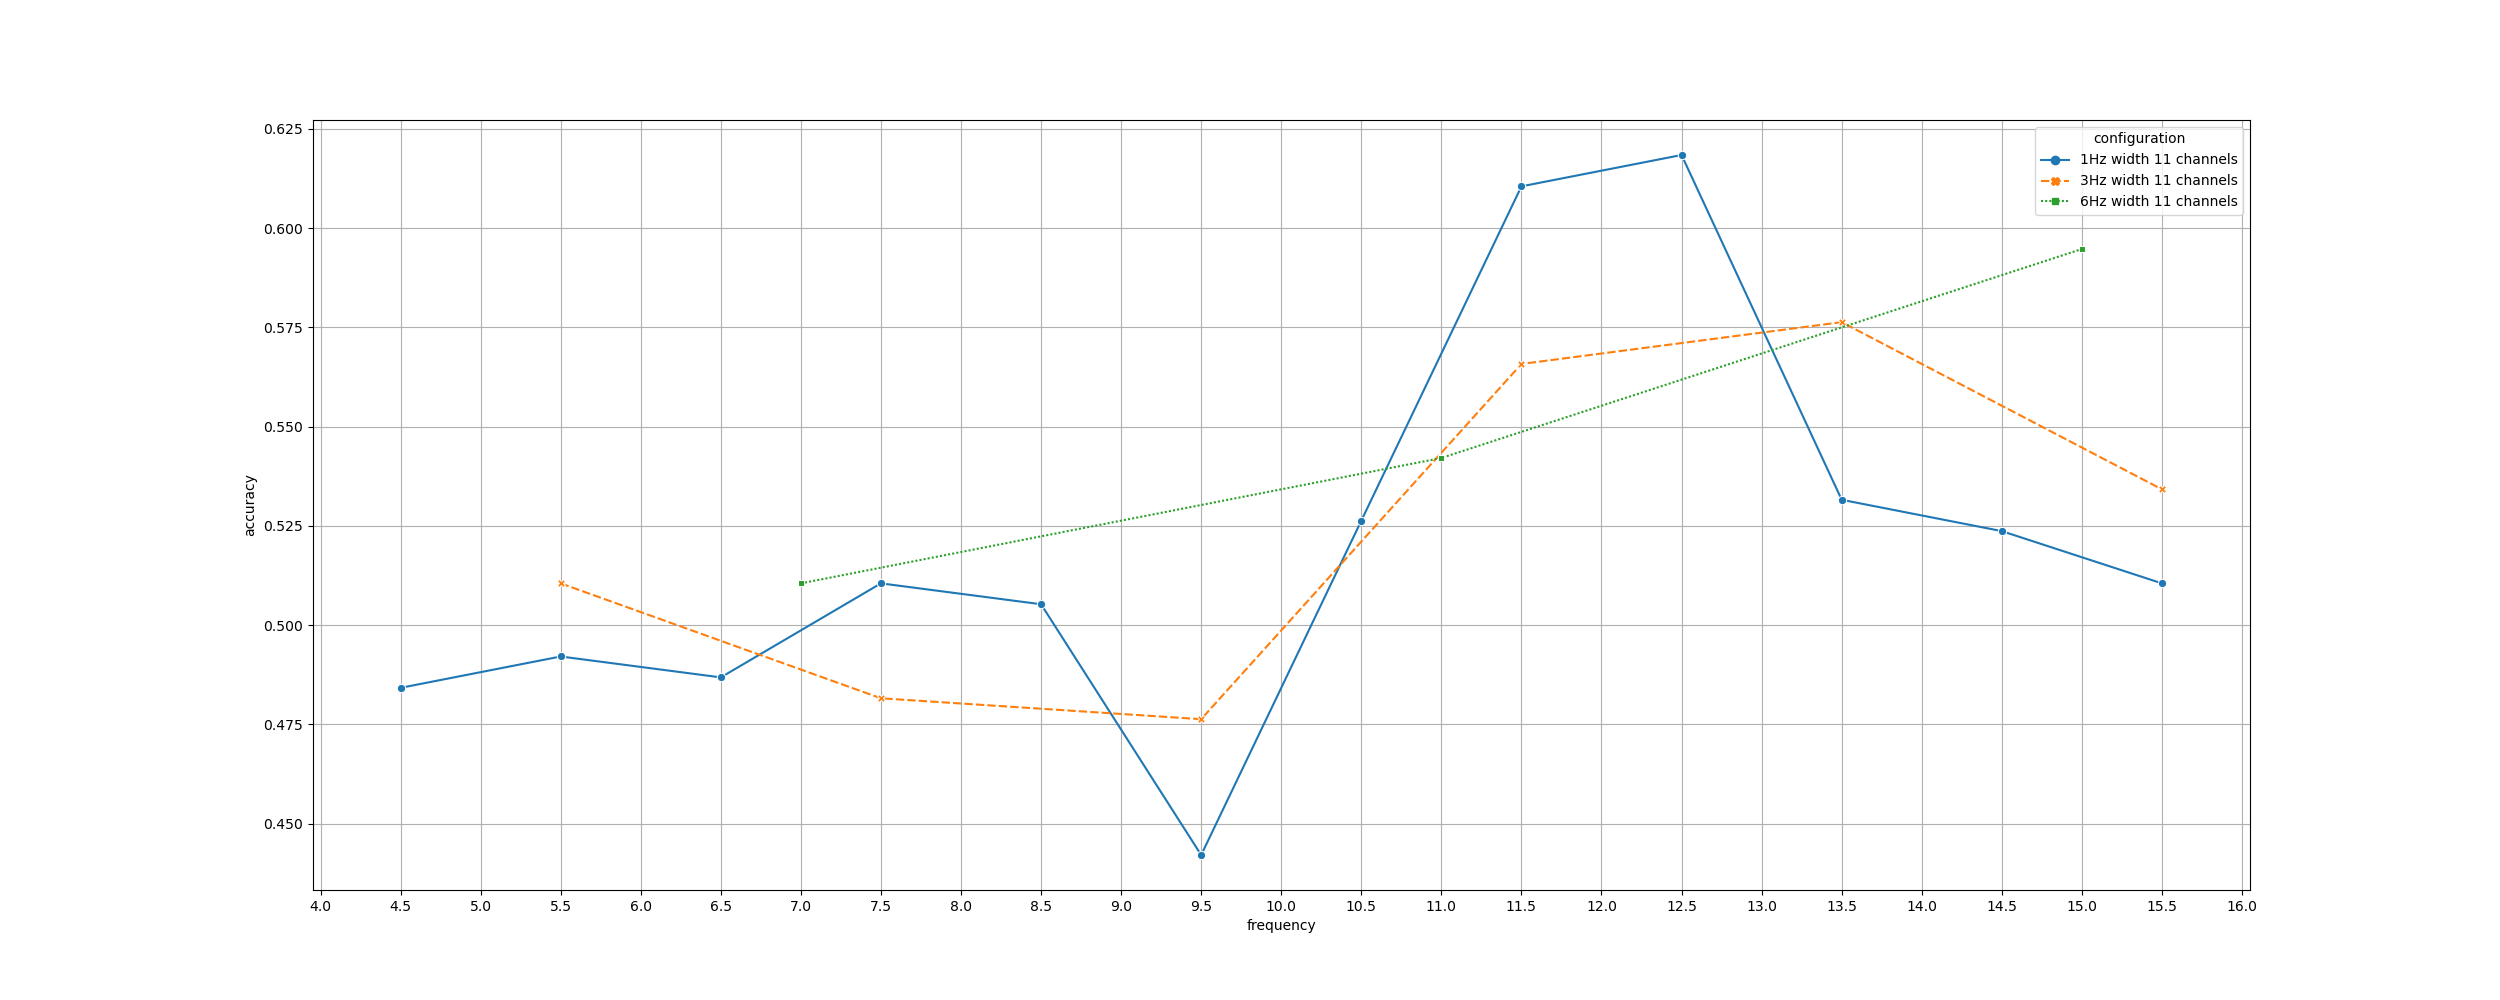 configuration
1Hz width 11 channels
3Hz width 11 channels
6Hz width 11 channels
0.625
0.600
0.575
0.550
0.525
0.500
0.475
0.450
accuracy
4.0 4.5 5.0 5.5 6.0 6.5 7.0 7.5 8.0 8.5 9.0 9.5 10.0 10.5 11.0 11.5 12.0 12.5 13.0 13.5 14.0 14.5 15.0 15.5 16.0
frequency